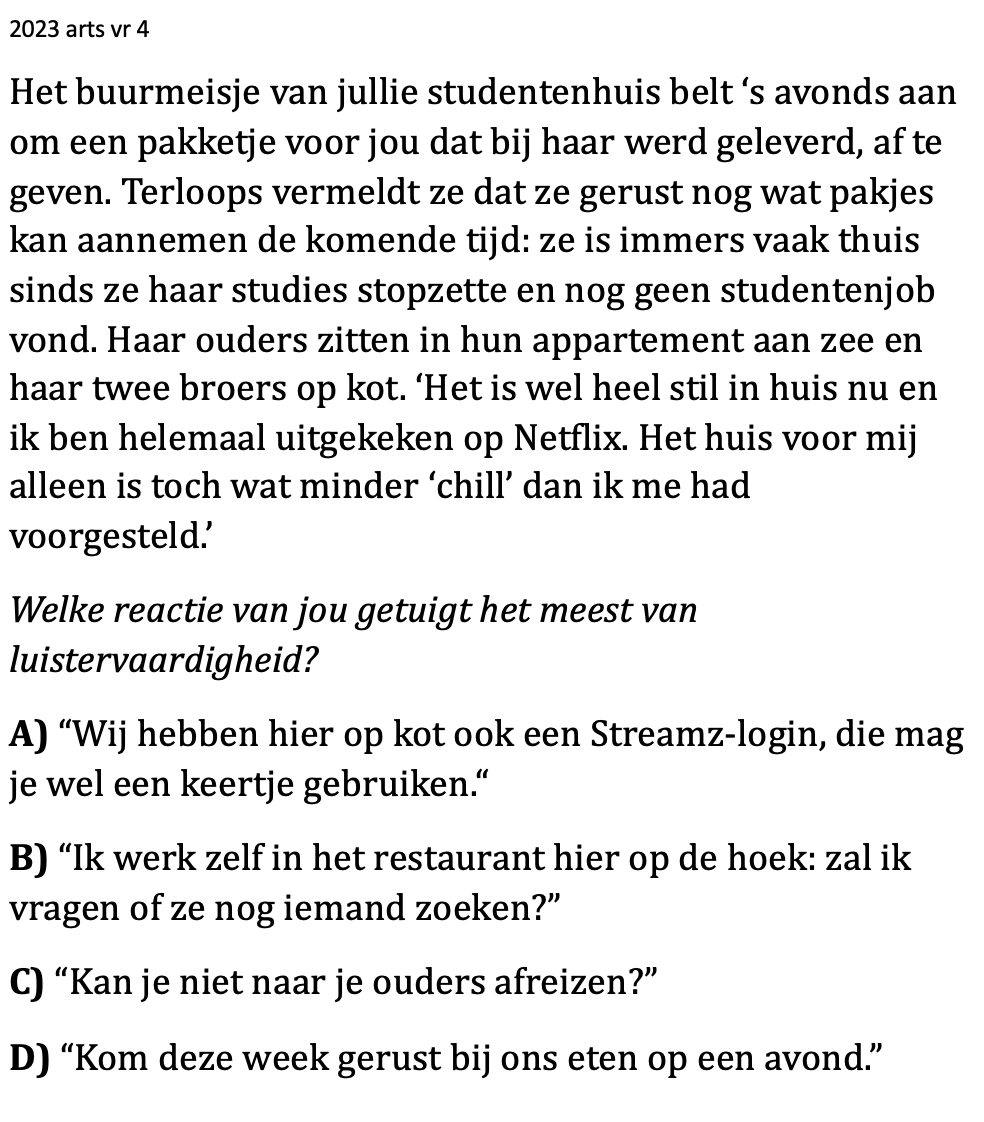 2023 arts vr 4
Het buurmeisje van jullie studentenhuis belt ‘s avonds aan
om een pakketje voor jou dat bij haar werd geleverd, af te
geven. Terloops vermeldt ze dat ze gerust nog wat pakjes
kan aannemen de komende tijd: ze is immers vaak thuis
sinds ze haar studies stopzette en nog geen studentenjob
vond. Haar ouders zitten in hun appartement aan zee en
haar twee broers op kot. ‘Het is wel heel stil in huis nu en
ik ben helemaal uitgekeken op Netflix. Het huis voor mij
alleen is toch wat minder ‘chill’ dan ik me had
voorgesteld.’
Welke reactie van jou getuigt het meest van
luistervaardigheid?
A) “Wij hebben hier op kot ook een Streamz-login, die mag
je wel een keertje gebruiken.“
B) “Ik werk zelf in het restaurant hier op de hoek: zal ik
vragen of ze nog iemand zoeken?”
C) “Kan je niet naar je ouders afreizen?”
D) “Kom deze week gerust bij ons eten op een avond.”